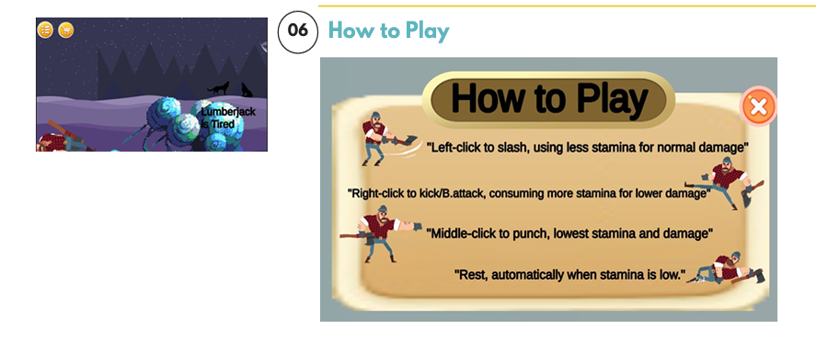 06 How to Play
Lumberjack
is Tired
How to Play
"Left-click to slash, using less stamina for normal damage"
"Right-click to kick/B.attack, consuming more stamina for lower damage"
"Middle-click to punch, lowest stamina and damage"
"Rest, automatically when stamina is low."